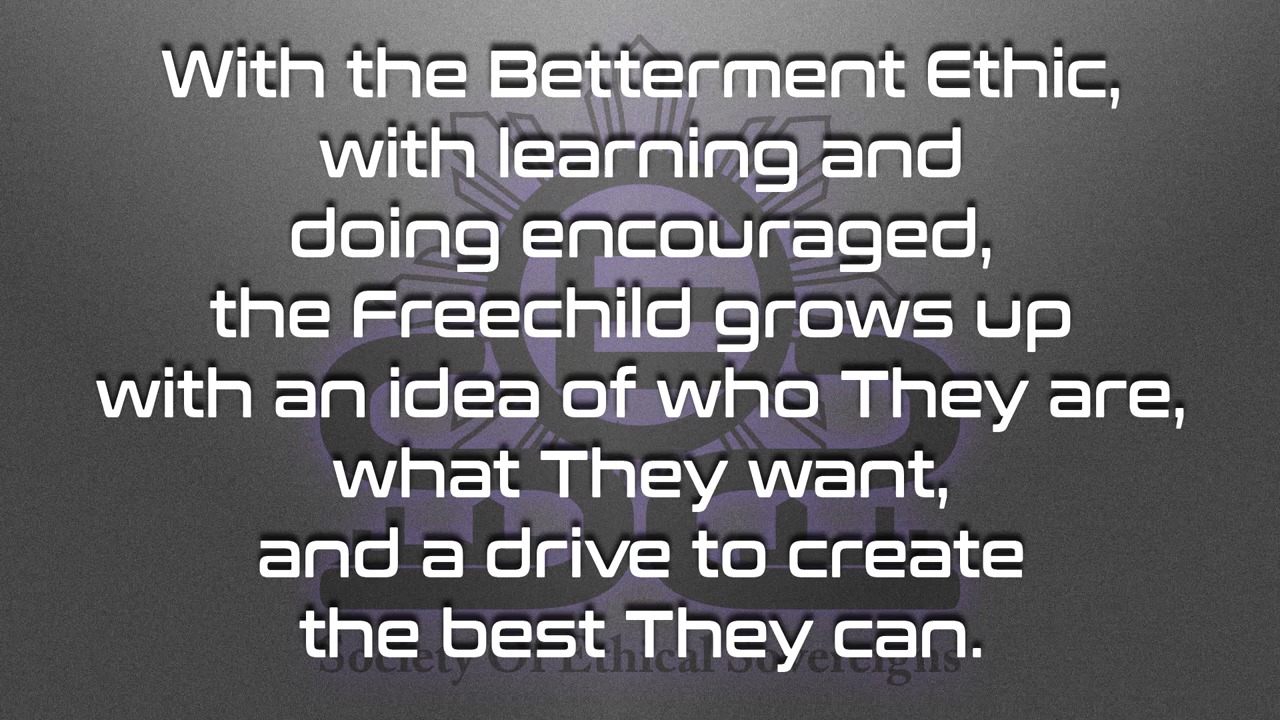 With the Betterment Ethic,
with learning and
doing encouraged,
the Freechild grows up
with an idea of who They are,
what They want,
and a drive to create
the best They can.
Society Of Ethical Sovereigns